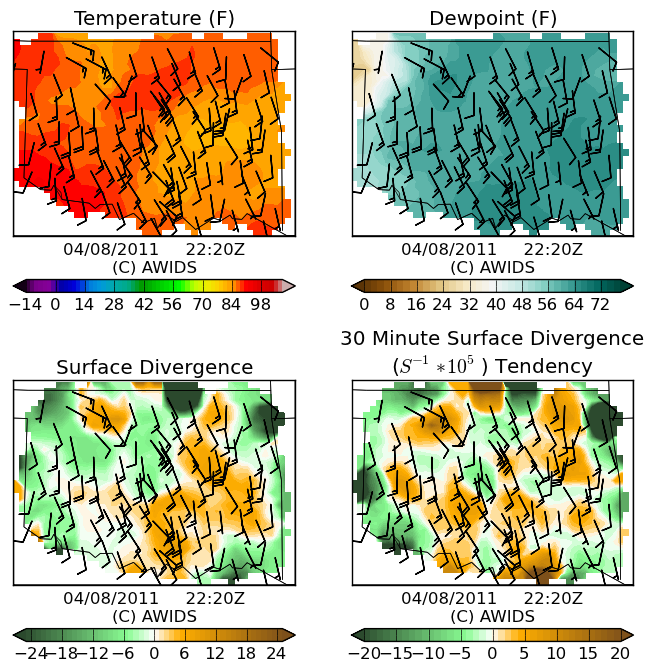 Temperature (F)
Dewpoint (F)
04/08/2011 22:20Z
(C) AWIDS
04/08/2011 22:20Z
(C) AWIDS
−14 0 14 28 42 56 70 84 98
0 8 16 24 32 40 48 56 64 72
Surface Divergence
30 Minute Surface Divergence
(S⁻¹ *10⁵ ) Tendency
04/08/2011 22:20Z
(C) AWIDS
04/08/2011 22:20Z
(C) AWIDS
−24 −18 −12 −6 0 6 12 18 24
−20 −15 −10 −5 0 5 10 15 20